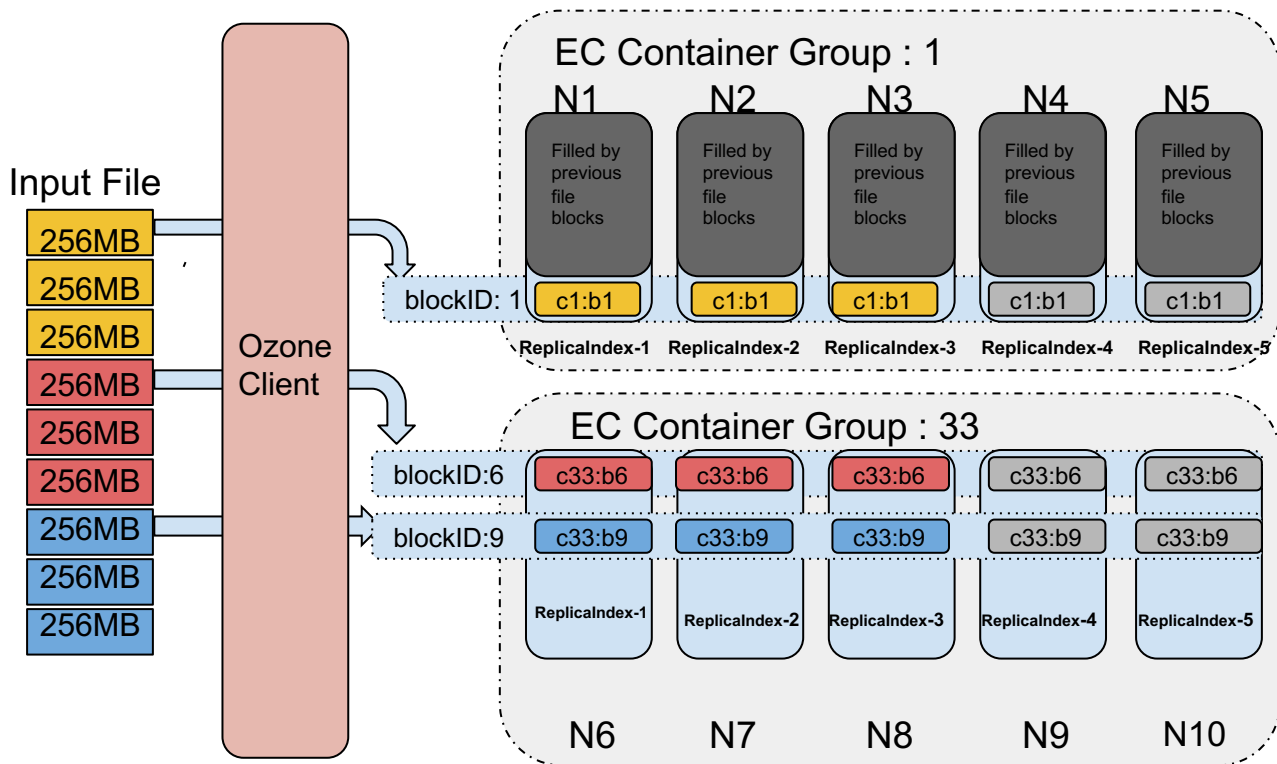 Input File
256MB
256MB
256MB
256MB
256MB
256MB
256MB
256MB
256MB
Ozone
Client
EC Container Group : 1
N1 N2 N3 N4 N5
Filled by
previous
file
blocks
Filled by
previous
file
blocks
Filled by
previous
file
blocks
Filled by
previous
file
blocks
Filled by
previous
file
blocks
blockID: 1 c1:b1 c1:b1 c1:b1 c1:b1 c1:b1
ReplicaIndex-1 ReplicaIndex-2 ReplicaIndex-3 ReplicaIndex-4 ReplicaIndex-5
EC Container Group : 33
blockID:6 c33:b6 c33:b6 c33:b6 c33:b6 c33:b6
blockID:9 c33:b9 c33:b9 c33:b9 c33:b9 c33:b9
ReplicaIndex-1 ReplicaIndex-2 ReplicaIndex-3 ReplicaIndex-4 ReplicaIndex-5
N6 N7 N8 N9 N10